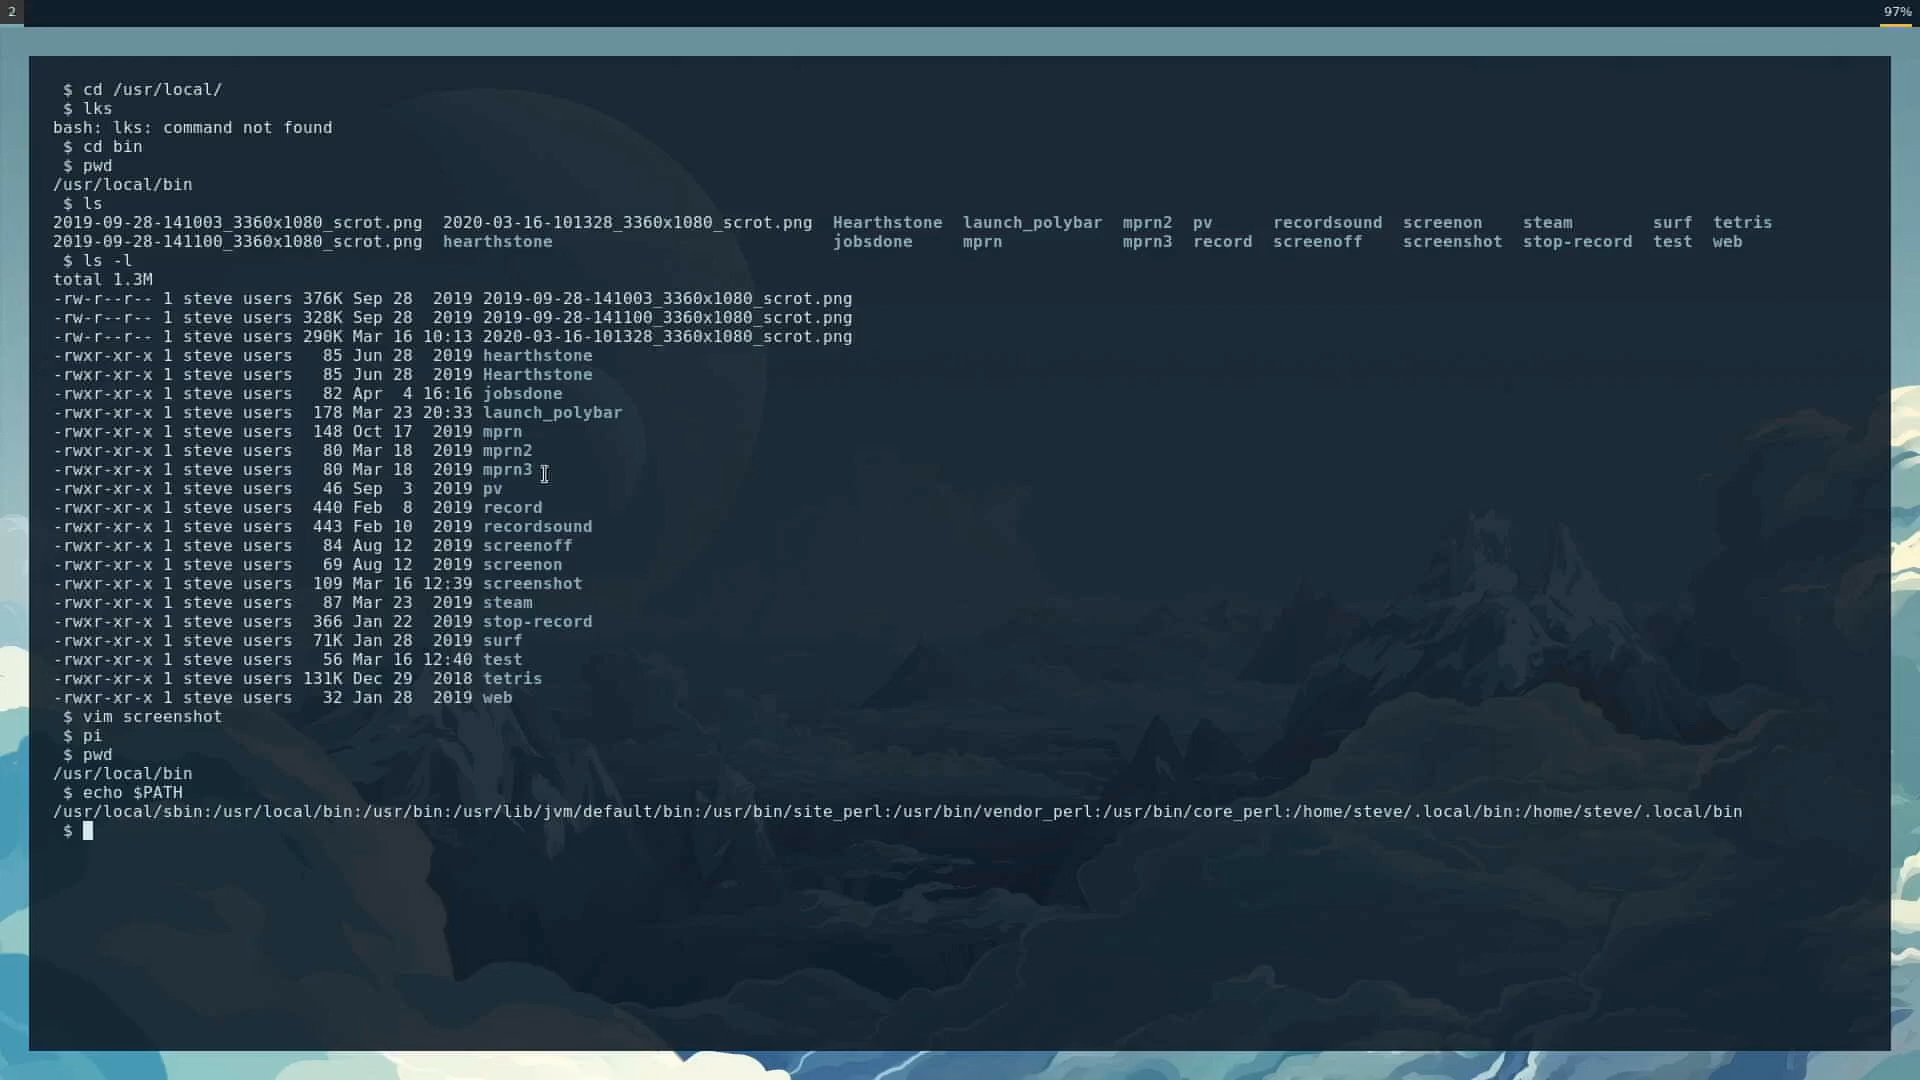 2
97%
$ cd /usr/local/
$ lks
bash: lks: command not found
$ cd bin
$ pwd
/usr/local/bin
$ ls
2019-09-28-141003_3360x1080_scrot.png  2020-03-16-101328_3360x1080_scrot.png  Hearthstone  launch_polybar  mprn2  pv      recordsound  screenon    steam        surf  tetris
2019-09-28-141100_3360x1080_scrot.png  hearthstone                            jobsdone     mprn            mprn3  record  screenoff    screenshot  stop-record  test  web
$ ls -l
total 1.3M
-rw-r--r-- 1 steve users 376K Sep 28  2019 2019-09-28-141003_3360x1080_scrot.png
-rw-r--r-- 1 steve users 328K Sep 28  2019 2019-09-28-141100_3360x1080_scrot.png
-rw-r--r-- 1 steve users 290K Mar 16 10:13 2020-03-16-101328_3360x1080_scrot.png
-rwxr-xr-x 1 steve users   85 Jun 28  2019 hearthstone
-rwxr-xr-x 1 steve users   85 Jun 28  2019 Hearthstone
-rwxr-xr-x 1 steve users   82 Apr  4 16:16 jobsdone
-rwxr-xr-x 1 steve users  178 Mar 23 20:33 launch_polybar
-rwxr-xr-x 1 steve users  148 Oct 17  2019 mprn
-rwxr-xr-x 1 steve users   80 Mar 18  2019 mprn2
-rwxr-xr-x 1 steve users   80 Mar 18  2019 mprn3
-rwxr-xr-x 1 steve users   46 Sep  3  2019 pv
-rwxr-xr-x 1 steve users  440 Feb  8  2019 record
-rwxr-xr-x 1 steve users  443 Feb 10  2019 recordsound
-rwxr-xr-x 1 steve users   84 Aug 12  2019 screenoff
-rwxr-xr-x 1 steve users   69 Aug 12  2019 screenon
-rwxr-xr-x 1 steve users  109 Mar 16 12:39 screenshot
-rwxr-xr-x 1 steve users   87 Mar 23  2019 steam
-rwxr-xr-x 1 steve users  366 Jan 22  2019 stop-record
-rwxr-xr-x 1 steve users  71K Jan 28  2019 surf
-rwxr-xr-x 1 steve users   56 Mar 16 12:40 test
-rwxr-xr-x 1 steve users 131K Dec 29  2018 tetris
-rwxr-xr-x 1 steve users   32 Jan 28  2019 web
$ vim screenshot
$ pi
$ pwd
/usr/local/bin
$ echo $PATH
/usr/local/sbin:/usr/local/bin:/usr/bin:/usr/lib/jvm/default/bin:/usr/bin/site_perl:/usr/bin/vendor_perl:/usr/bin/core_perl:/home/steve/.local/bin:/home/steve/.local/bin
$